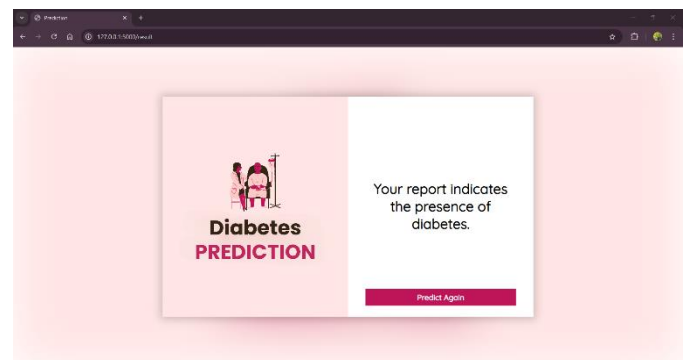 Prediction
127.0.0.1:5000/result
Diabetes
PREDICTION
Your report indicates
the presence of
diabetes.
Predict Again